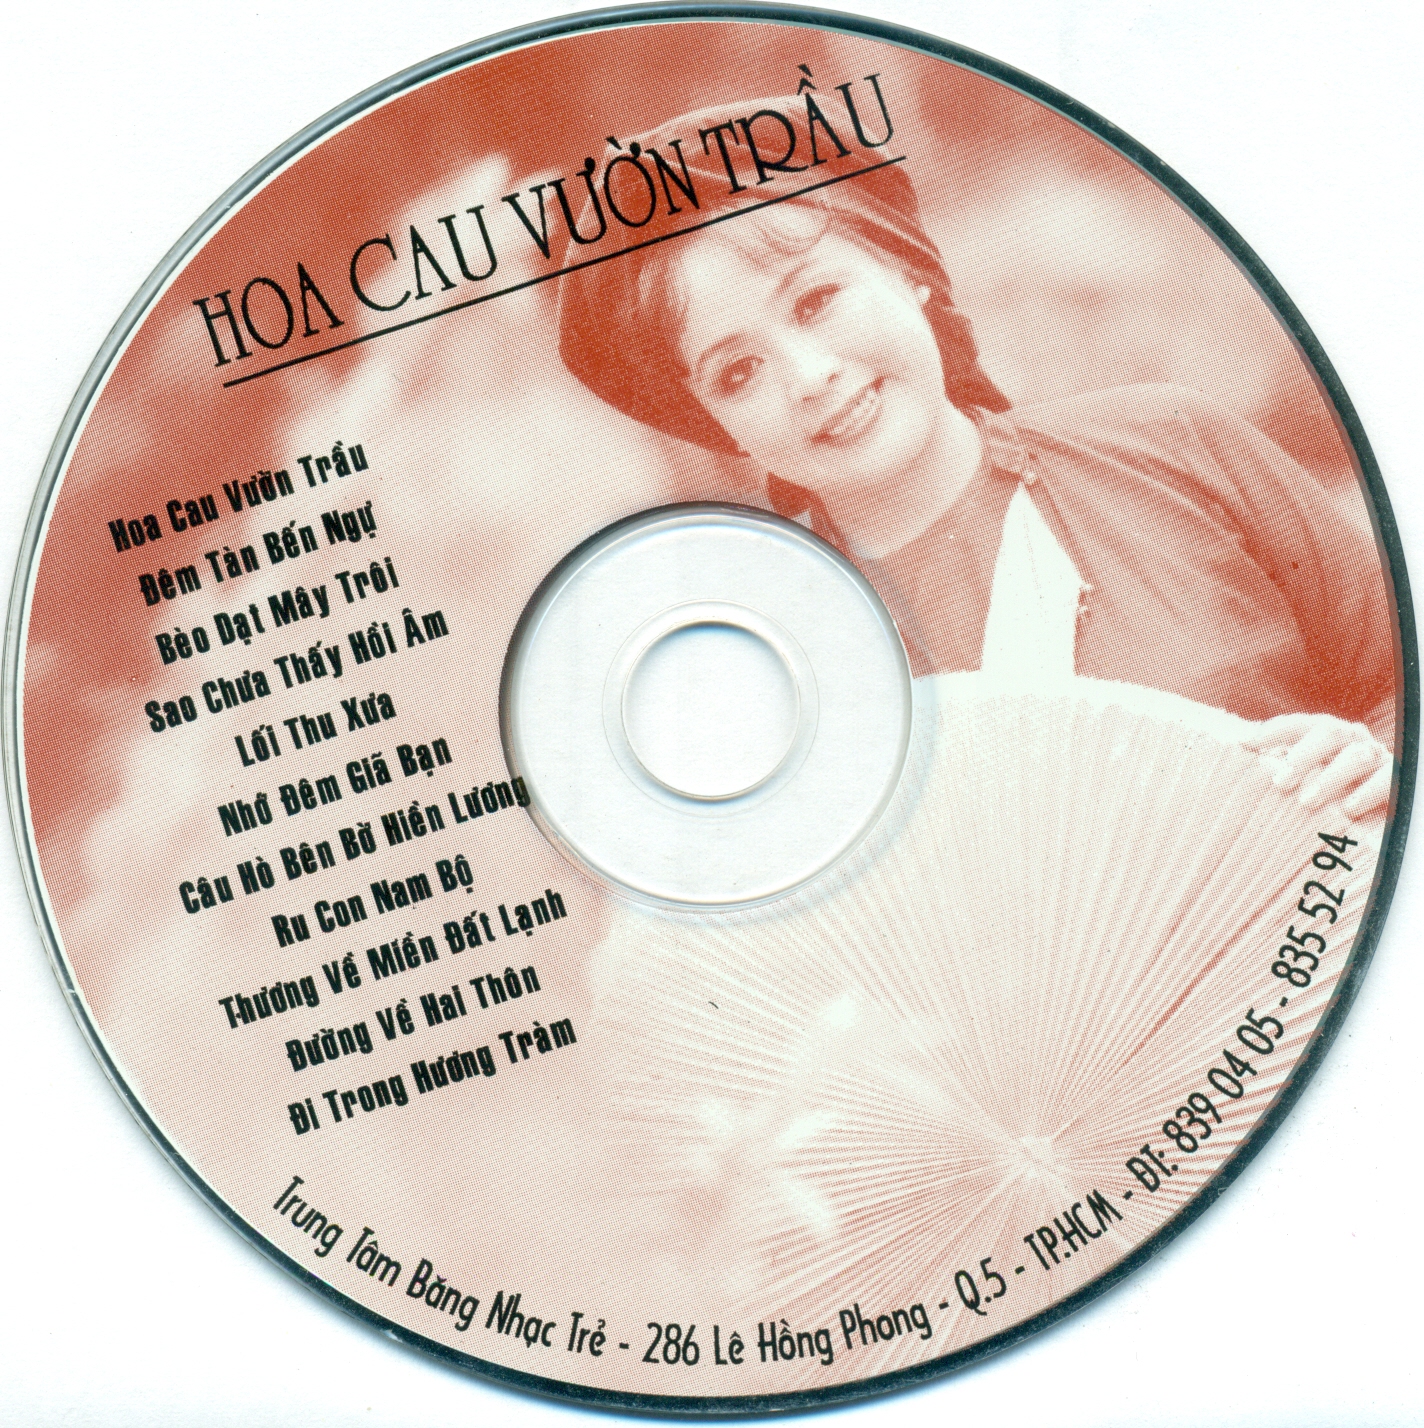 HOA CAU VƯỜN TRẦU
Hoa Cau Vườn Trầu
Đêm Tàn Bến Ngự
Bèo Dạt Mây Trôi
Sao Chưa Thấy Hồi Âm
Lối Thu Xưa
Nhớ Đêm Giã Bạn
Câu Hò Bên Bờ Hiền Lương
Ru Con Nam Bộ
Thương Về Miền Đất Lạnh
Đường Về Hai Thôn
Đi Trong Hương Tràm
Trung Tâm Băng Nhạc Trẻ - 286 Lê Hồng Phong - Q.5 - TP.HCM - ĐT: 839 04 05 - 835 52 94